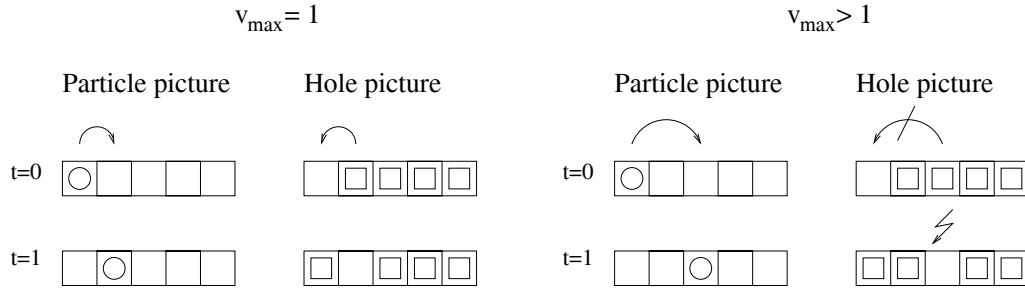 v_max = 1
v_max > 1
Particle picture
Hole picture
Particle picture
Hole picture
t=0
t=0
t=1
t=1